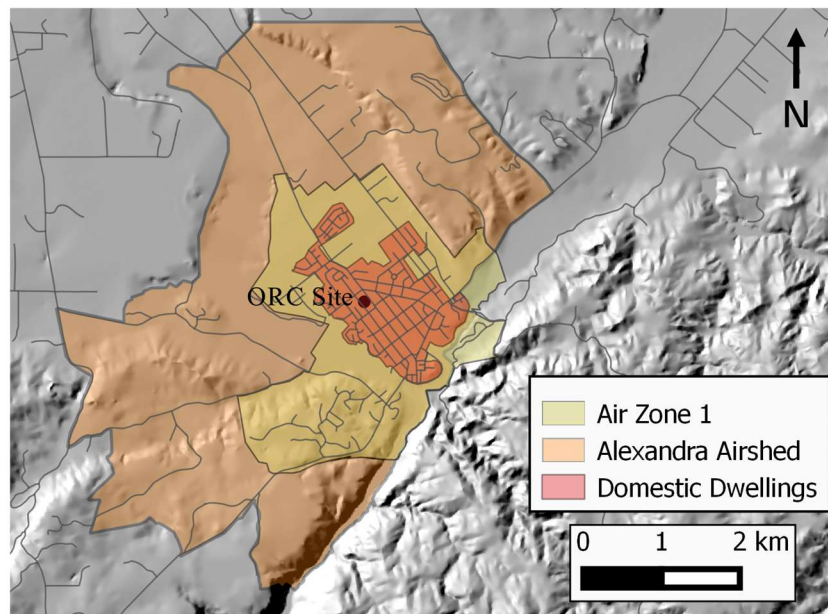 N
ORC Site
Air Zone 1
Alexandra Airshed
Domestic Dwellings
0 1 2 km